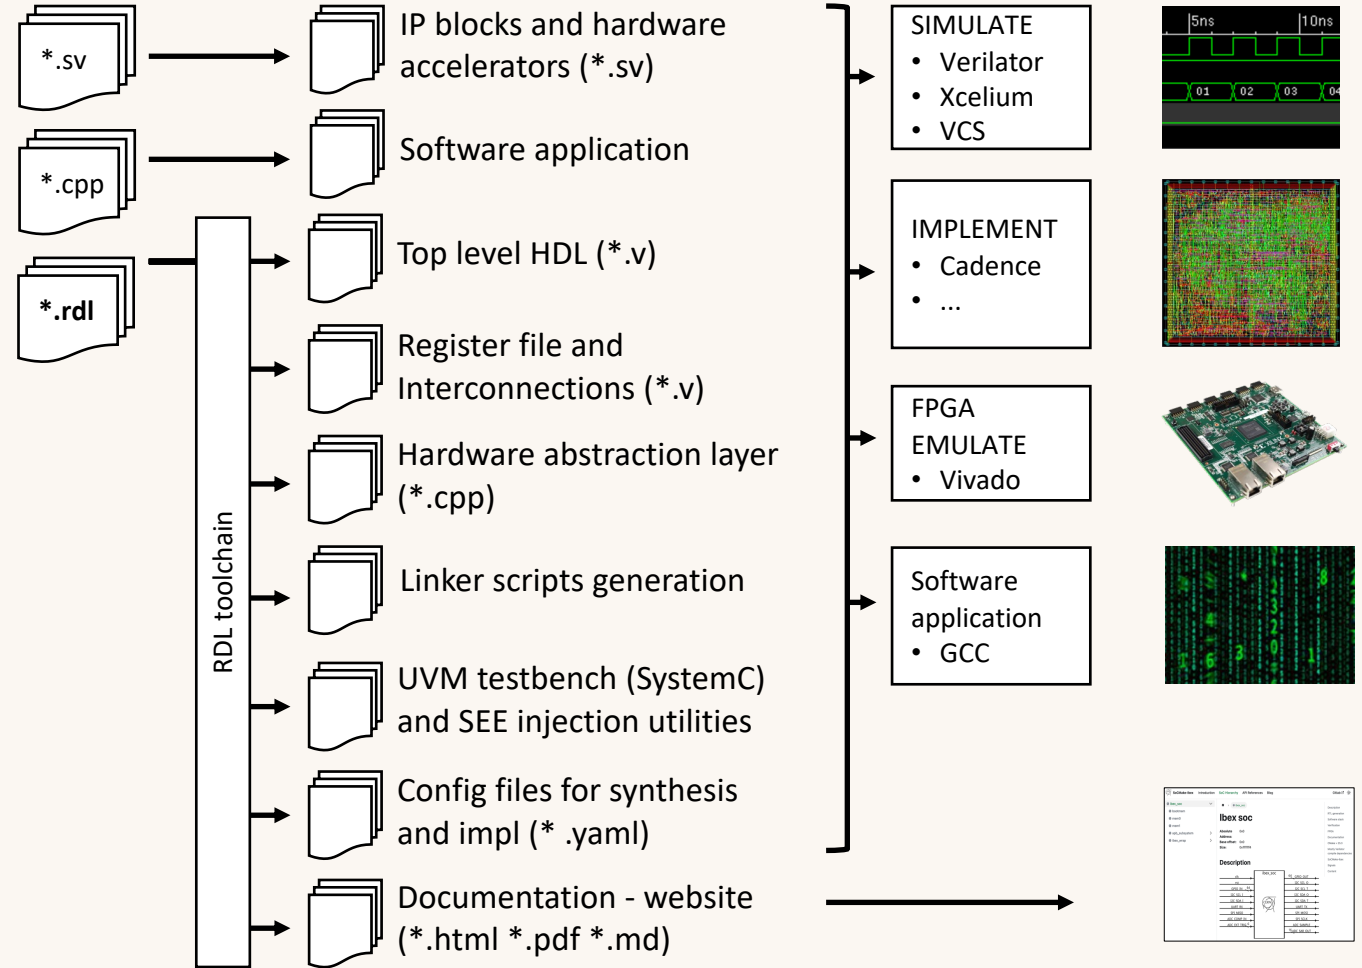 *.sv
*.cpp
*.rdl
RDL toolchain
IP blocks and hardware
accelerators (*.sv)
Software application
Top level HDL (*.v)
Register file and
Interconnections (*.v)
Hardware abstraction layer
(*.cpp)
Linker scripts generation
UVM testbench (SystemC)
and SEE injection utilities
Config files for synthesis
and impl (* .yaml)
Documentation - website
(*.html *.pdf *.md)
SIMULATE
• Verilator
• Xcelium
• VCS
IMPLEMENT
• Cadence
• ...
FPGA
EMULATE
• Vivado
Software
application
• GCC
5ns 10ns
01 02 03 04
Ibex soc
Description